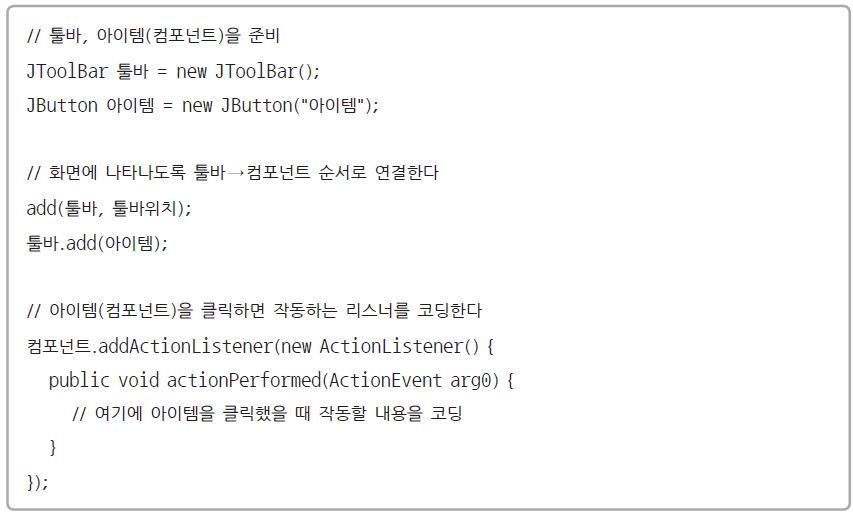 // 툴바, 아이템(컴포넌트)을 준비
JToolBar 툴바 = new JToolBar();
JButton 아이템 = new JButton("아이템");
// 화면에 나타나도록 툴바→컴포넌트 순서로 연결한다
add(툴바, 툴바위치);
툴바.add(아이템);
// 아이템(컴포넌트)을 클릭하면 작동하는 리스너를 코딩한다
컴포넌트.addActionListener(new ActionListener() {
public void actionPerformed(ActionEvent arg0) {
// 여기에 아이템을 클릭했을 때 작동할 내용을 코딩
}
});